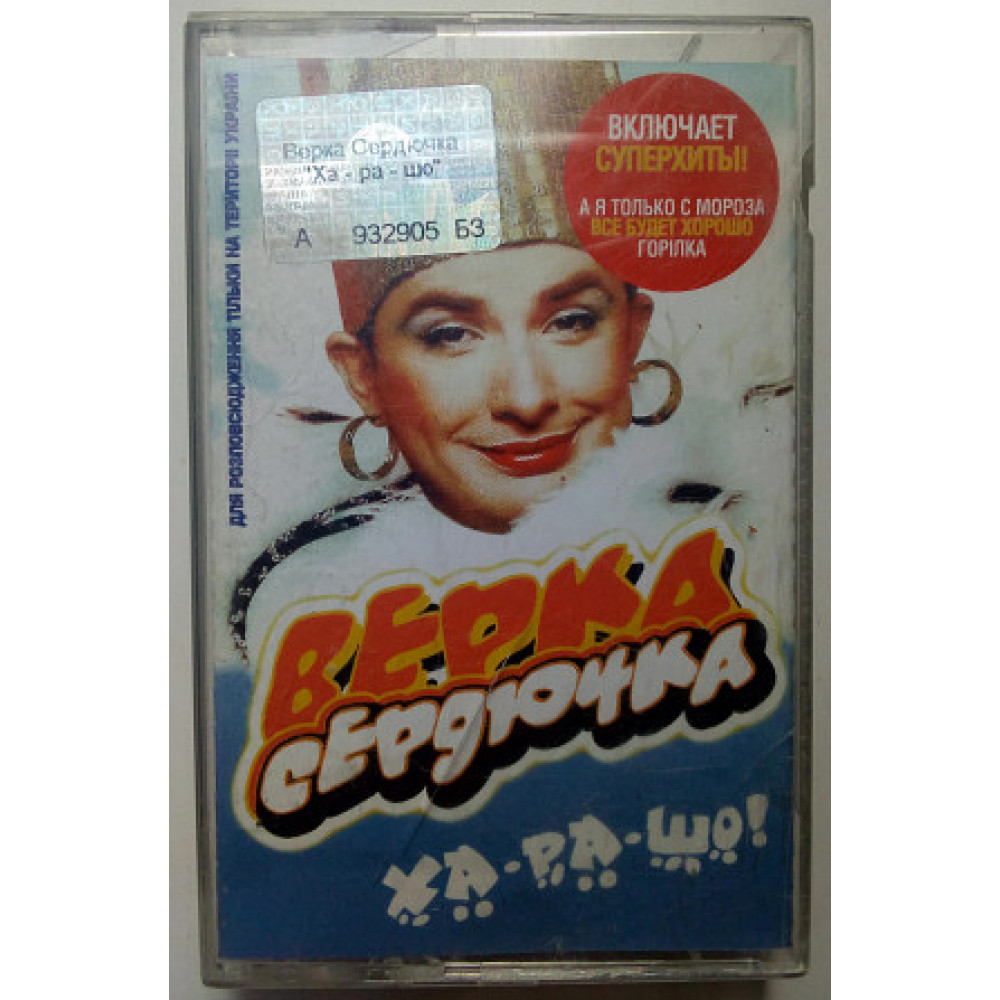 ДЛЯ РОЗПОВСЮДЖЕННЯ ТІЛЬКИ НА ТЕРИТОРІЇ УКРАЇНИ
Верка Сердючка
"Ха - ра - шо"
А 932905 БЗ
ВКЛЮЧАЕТ
СУПЕРХИТЫ!
А Я ТОЛЬКО С МОРОЗА
ВСЕ БУДЕТ ХОРОШО
ГОРІЛКА
ВЕРКА
СЕРДЮЧКА
ХА-РА-ШО!